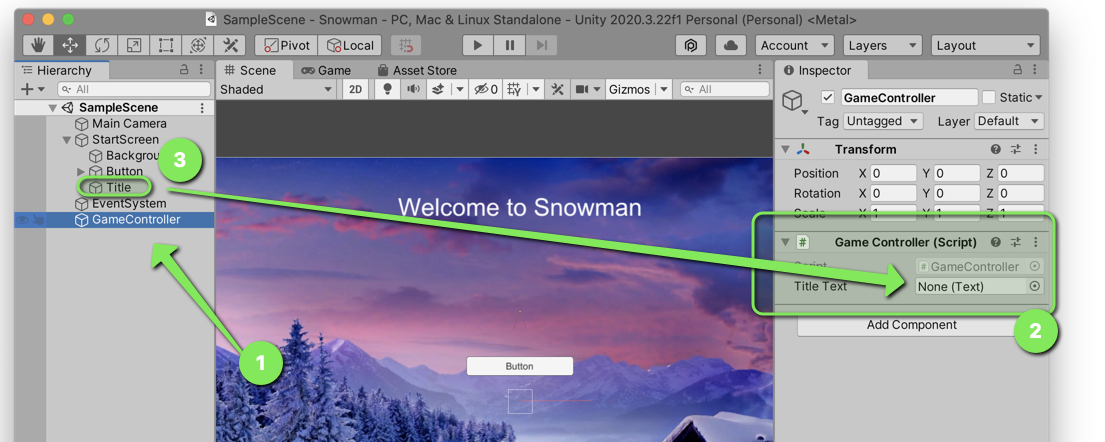 SampleScene - Snowman - PC, Mac & Linux Standalone - Unity 2020.3.22f1 Personal (Personal) <Metal>
Pivot Local Account Layers Layout
Hierarchy
All
SampleScene
Main Camera
StartScreen
Backgrou
Button
Title
EventSystem
GameController
3
1
Scene Game Asset Store
Shaded 2D 0 Gizmos All
Welcome to Snowman
Button
Inspector
GameController Static
Tag Untagged Layer Default
Transform
Position X 0 Y 0 Z 0
Rotation X 0 Y 0 Z 0
Scale X 1 Y 1 Z 1
# Game Controller (Script)
Script # GameController
Title Text None (Text)
Add Component
2